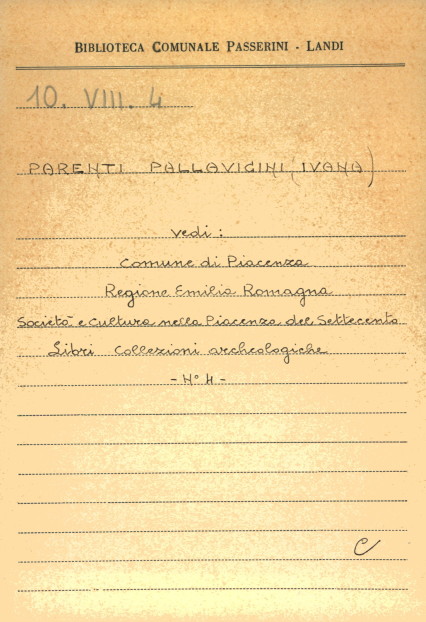 BIBLIOTECA COMUNALE PASSERINI - LANDI
10. VIII. 4
PARENTI PALLAVICINI (IVANA)
vedi:
Comune di Piacenza
Regione Emilia Romagna
Società e Cultura nella Piacenza del Settecento
Libri Collezioni archeologiche
- N° 4 -
C